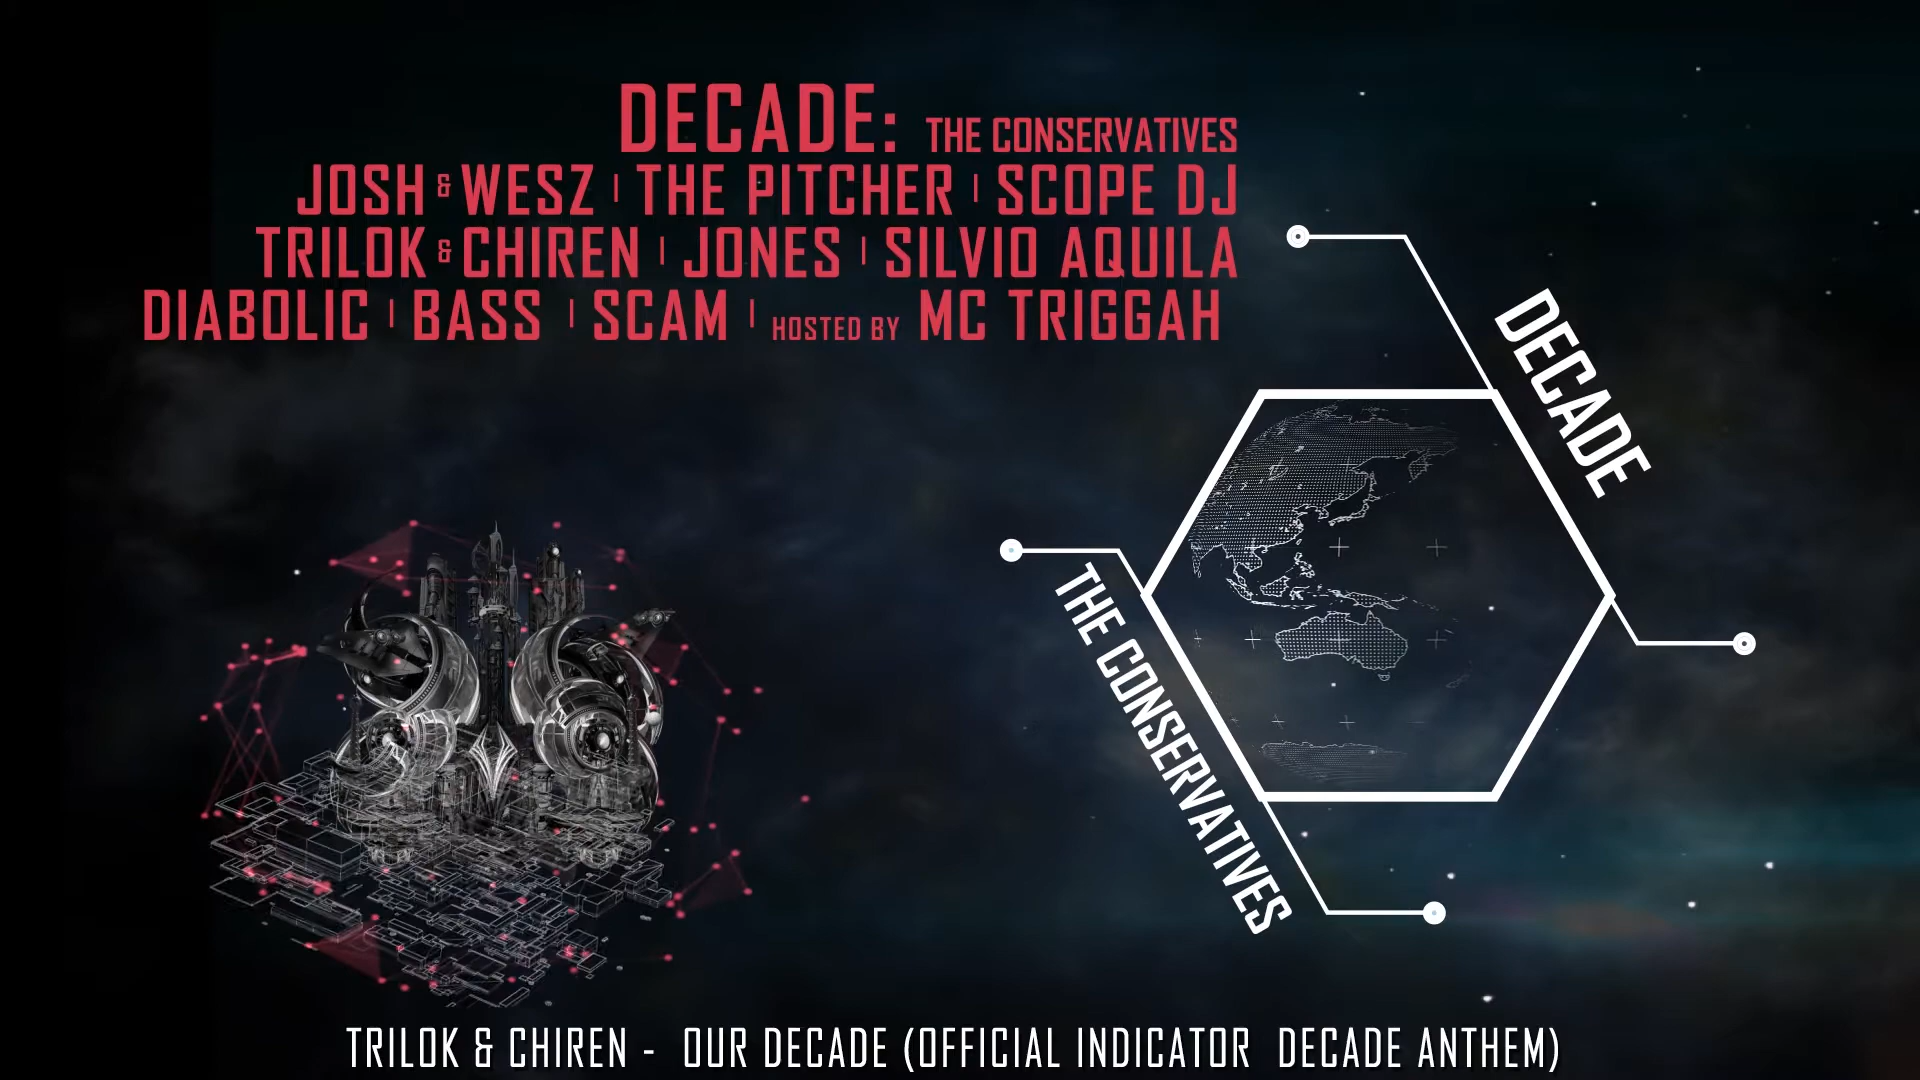 DECADE: THE CONSERVATIVES
JOSH & WESZ | THE PITCHER | SCOPE DJ
TRILOK & CHIREN | JONES | SILVIO AQUILA
DIABOLIC | BASS | SCAM | HOSTED BY MC TRIGGAH
DECADE
THE CONSERVATIVES
TRILOK & CHIREN - OUR DECADE (OFFICIAL INDICATOR DECADE ANTHEM)